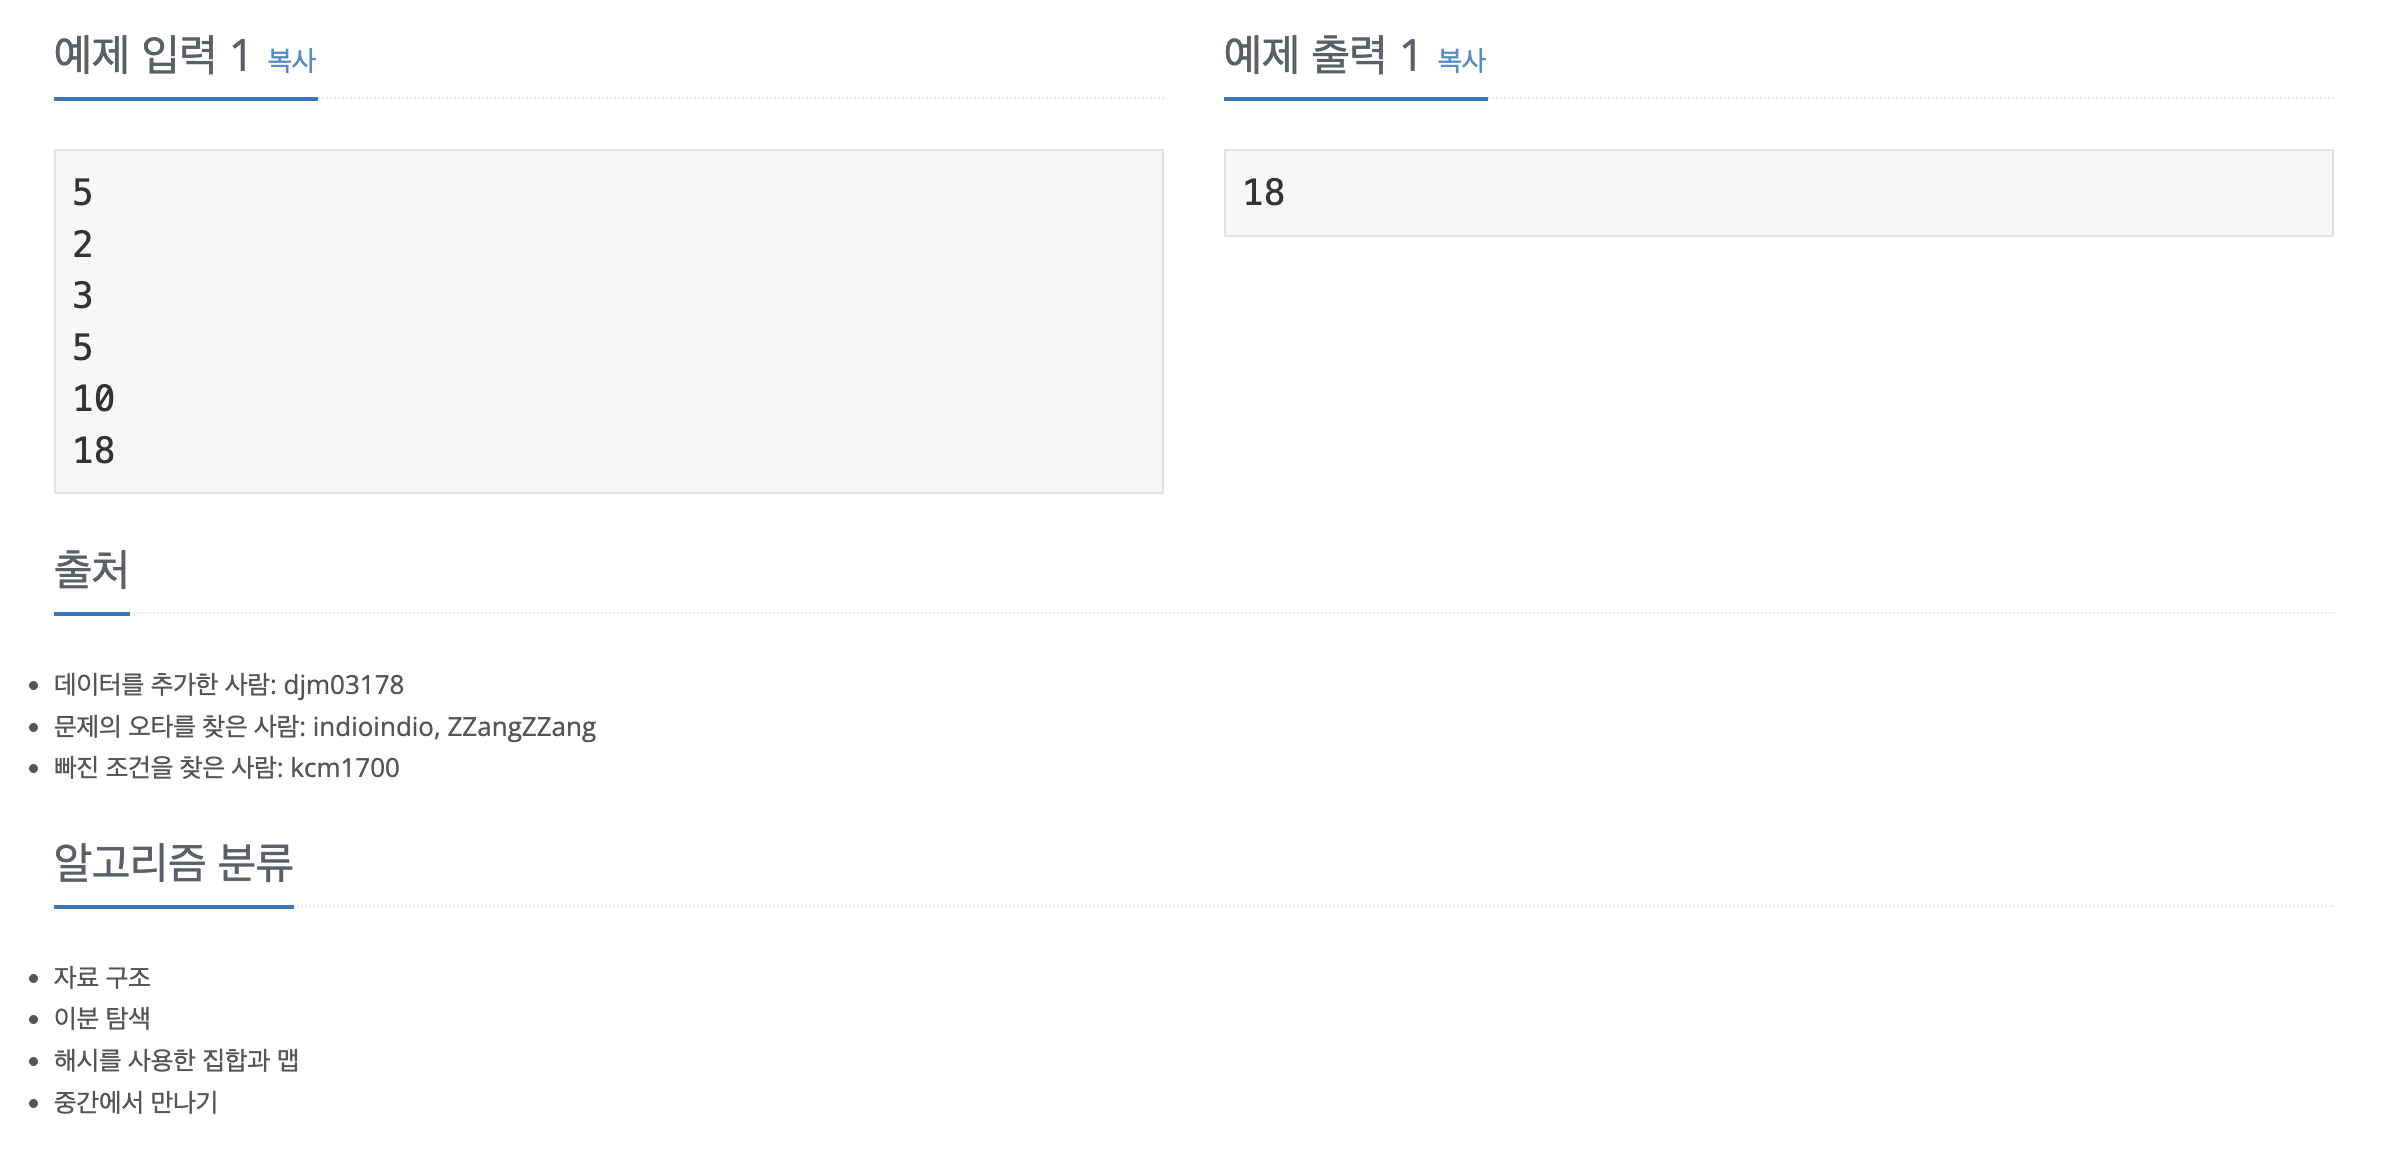 예제 입력 1 복사
5
2
3
5
10
18
예제 출력 1 복사
18
출처
데이터를 추가한 사람: djm03178
문제의 오타를 찾은 사람: indioindio, ZZangZZang
빠진 조건을 찾은 사람: kcm1700
알고리즘 분류
자료 구조
이분 탐색
해시를 사용한 집합과 맵
중간에서 만나기